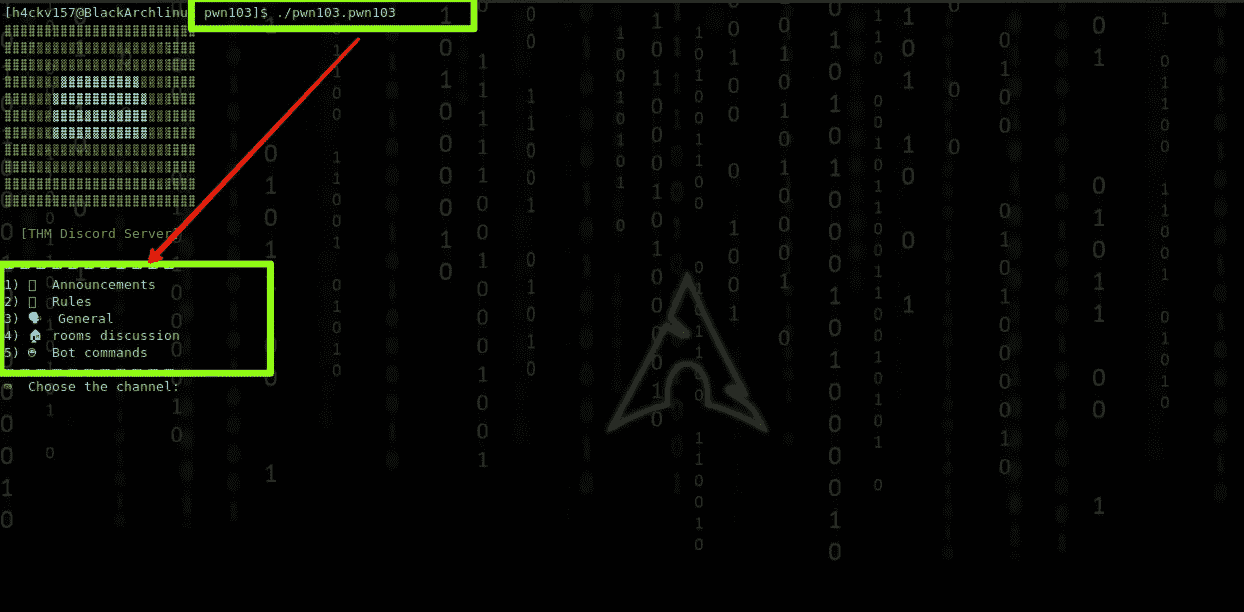 [h4ckv157@BlackArchlinu pwn103]$ ./pwn103.pwn103
[THM Discord Server]
1) Announcements
2) Rules
3) 🗣 General
4) 🏠 rooms discussion
5) Bot commands
Choose the channel: